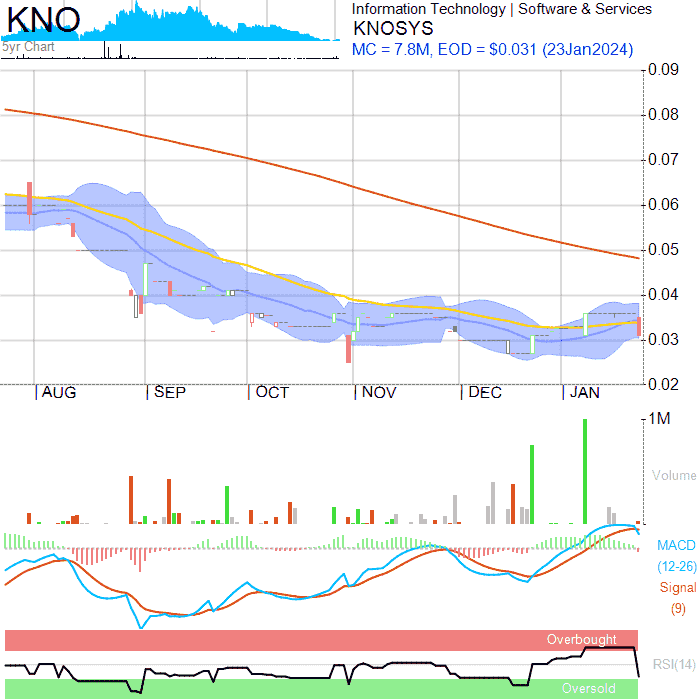 KNO
5yr Chart
Information Technology | Software & Services
KNOSYS
MC = 7.8M, EOD = $0.031 (23Jan2024)
0.09
0.08
0.07
0.06
0.05
0.04
0.03
0.02
AUG SEP OCT NOV DEC JAN
1M
Volume
MACD
(12-26)
Signal
(9)
Overbought
RSI(14)
Oversold